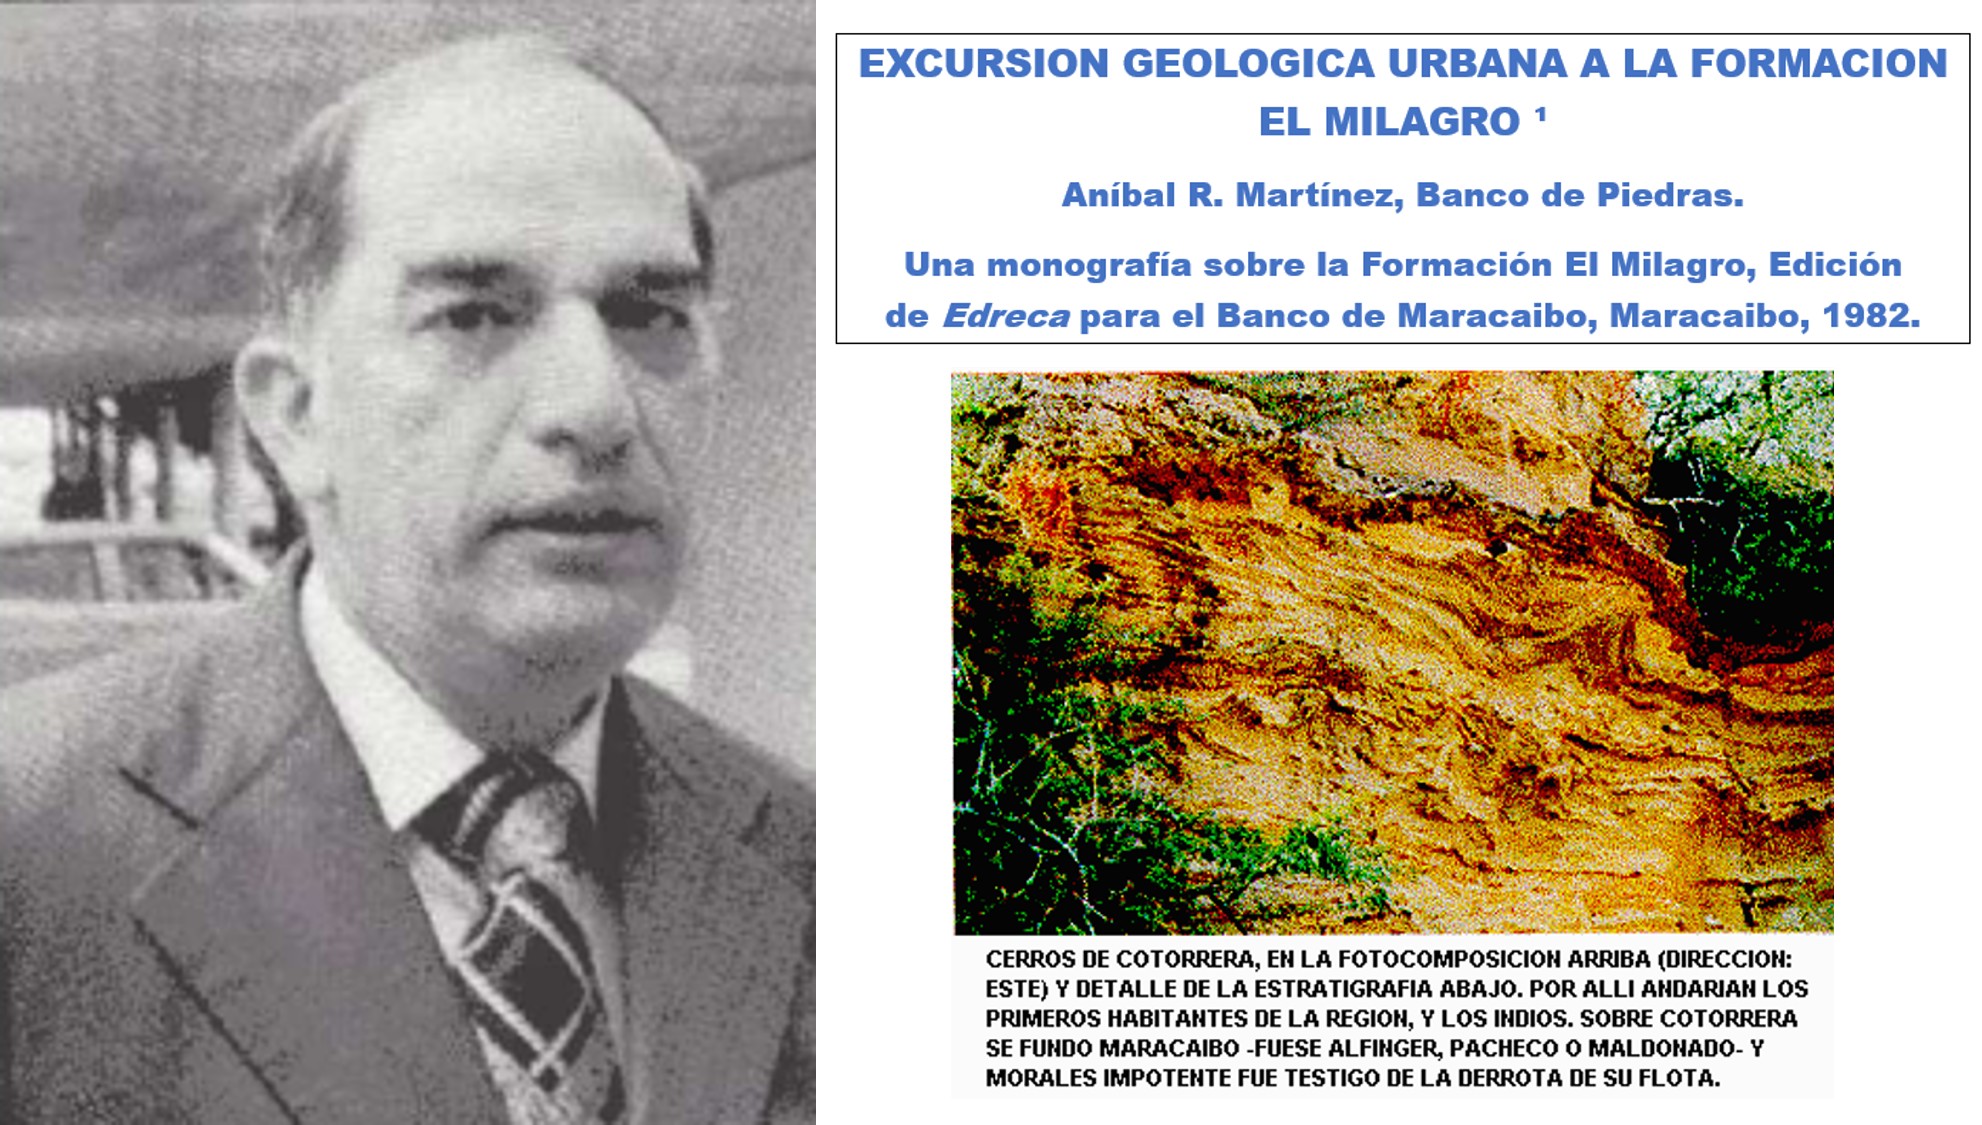 EXCURSION GEOLOGICA URBANA A LA FORMACION
EL MILAGRO ¹
Aníbal R. Martínez, Banco de Piedras.
Una monografía sobre la Formación El Milagro, Edición
de Edreca para el Banco de Maracaibo, Maracaibo, 1982.
CERROS DE COTORRERA, EN LA FOTOCOMPOSICION ARRIBA (DIRECCION:
ESTE) Y DETALLE DE LA ESTRATIGRAFIA ABAJO. POR ALLI ANDARIAN LOS
PRIMEROS HABITANTES DE LA REGION, Y LOS INDIOS. SOBRE COTORRERA
SE FUNDO MARACAIBO -FUESE ALFINGER, PACHECO O MALDONADO- Y
MORALES IMPOTENTE FUE TESTIGO DE LA DERROTA DE SU FLOTA.